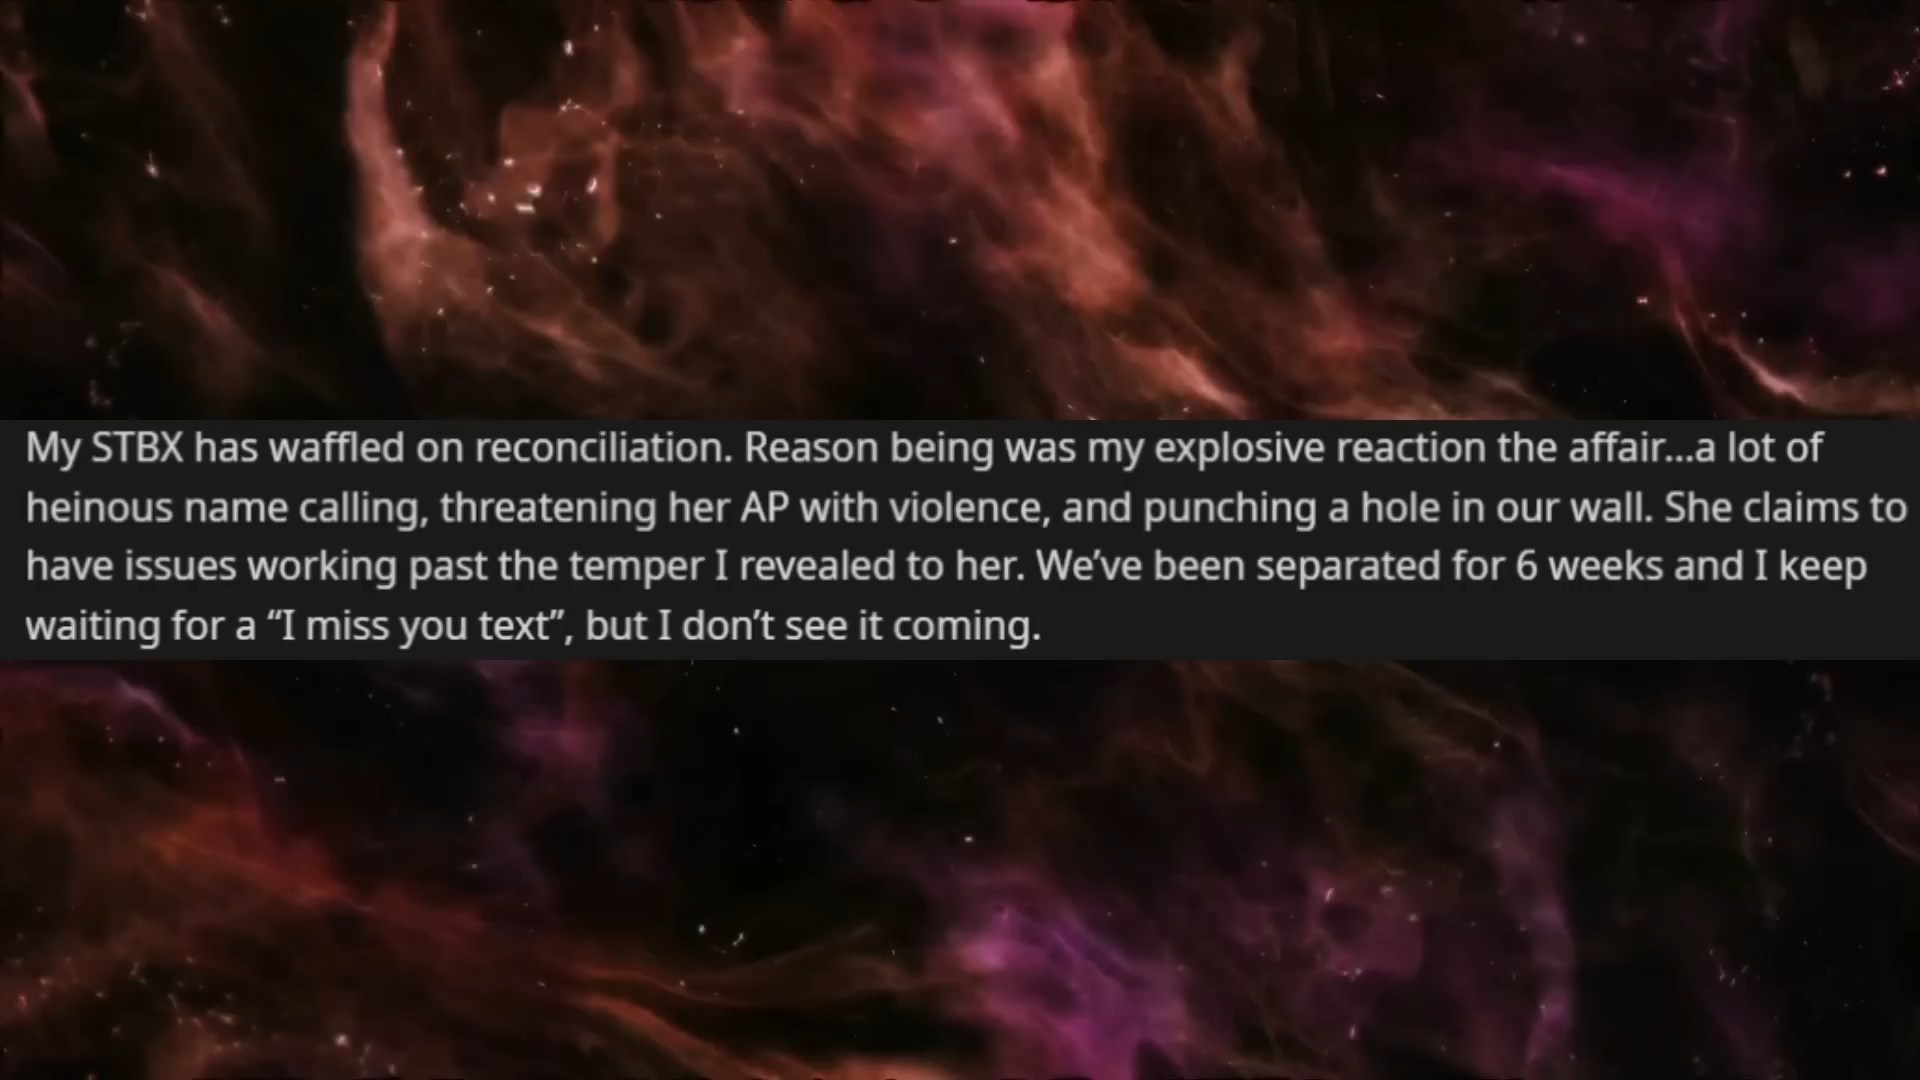 My STBX has waffled on reconciliation. Reason being was my explosive reaction the affair...a lot of
heinous name calling, threatening her AP with violence, and punching a hole in our wall. She claims to
have issues working past the temper I revealed to her. We’ve been separated for 6 weeks and I keep
waiting for a “I miss you text”, but I don’t see it coming.